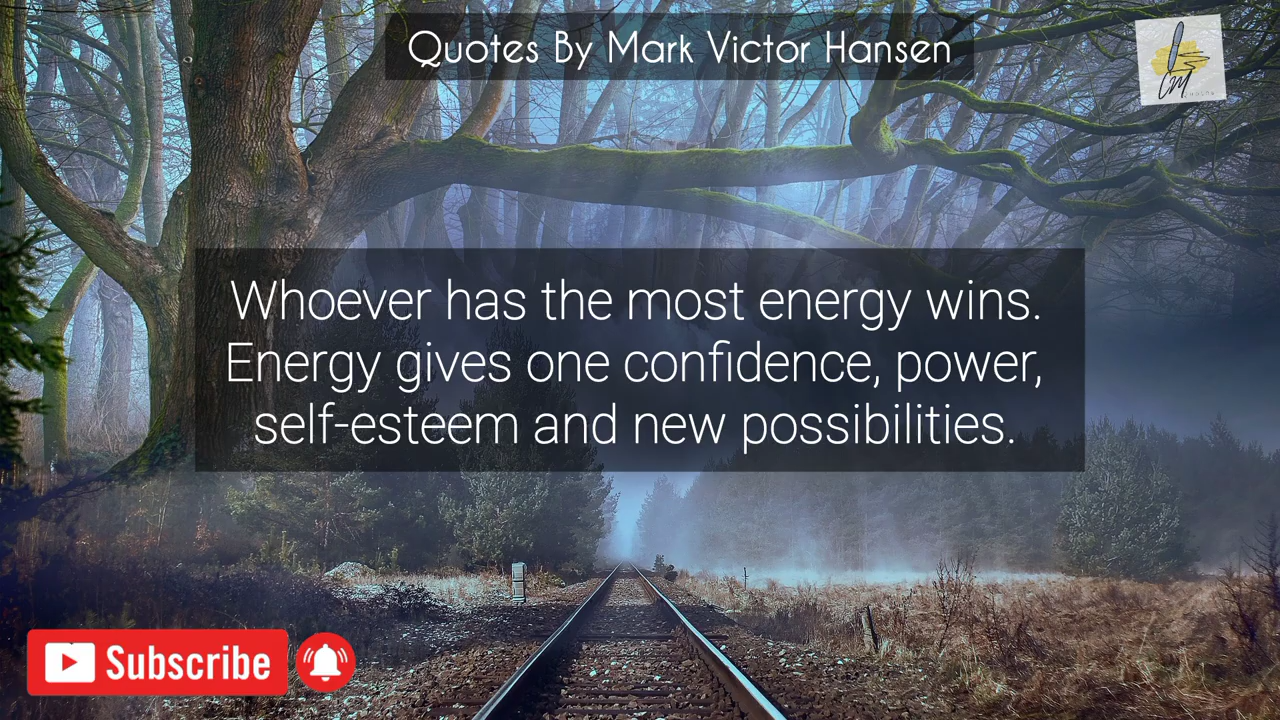 Quotes By Mark Victor Hansen
Whoever has the most energy wins.
Energy gives one confidence, power,
self-esteem and new possibilities.
Subscribe